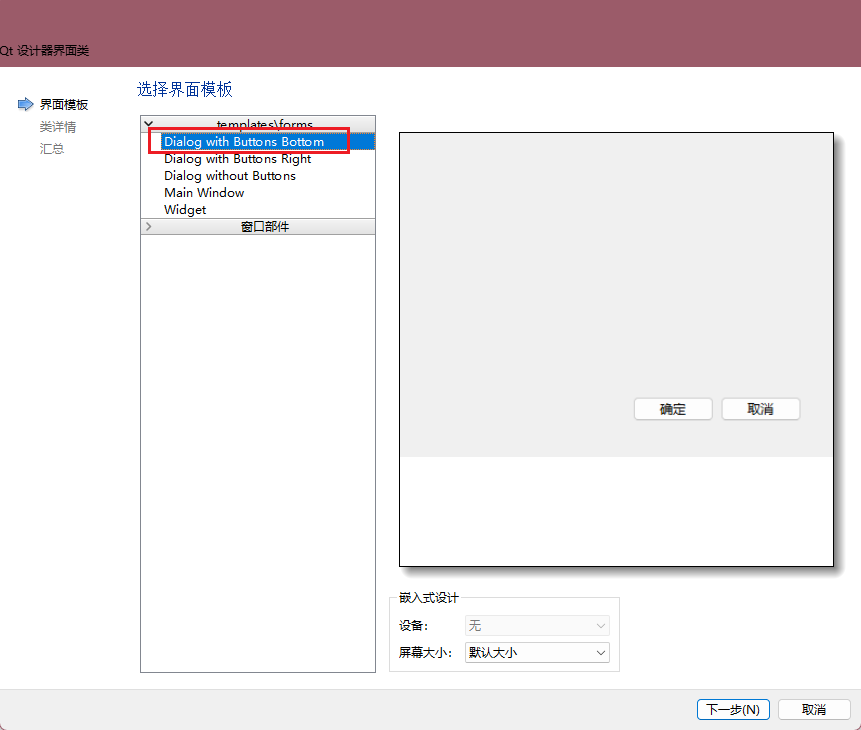 Qt 设计器界面类
选择界面模板
界面模板
类详情
汇总
templates\forms
Dialog with Buttons Bottom
Dialog with Buttons Right
Dialog without Buttons
Main Window
Widget
窗口部件
确定
取消
嵌入式设计
设备：
无
屏幕大小：
默认大小
下一步(N)
取消